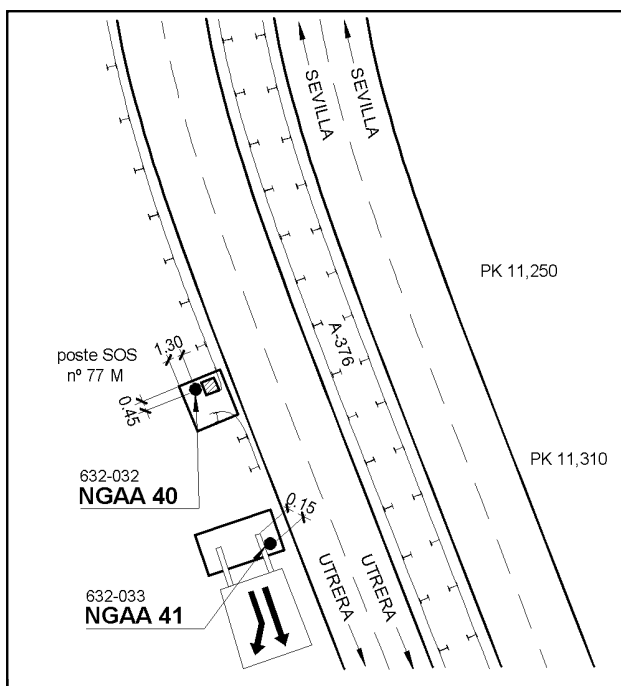 SEVILLA
SEVILLA
PK 11,250
A-376
1,30
poste SOS
nº 77 M
0.45
PK 11,310
632-032
NGAA 40
0.15
632-033
NGAA 41
UTRERA
UTRERA